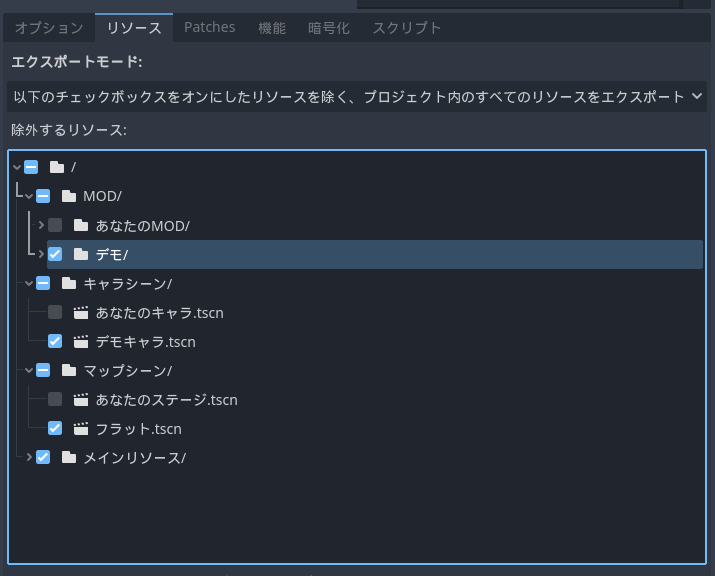 オプション リソース Patches 機能 暗号化 スクリプト
エクスポートモード:
以下のチェックボックスをオンにしたリソースを除く、プロジェクト内のすべてのリソースをエクスポート
除外するリソース:
/
MOD/
あなたのMOD/
デモ/
キャラシーン/
あなたのキャラ.tscn
デモキャラ.tscn
マップシーン/
あなたのステージ.tscn
フラット.tscn
メインリソース/